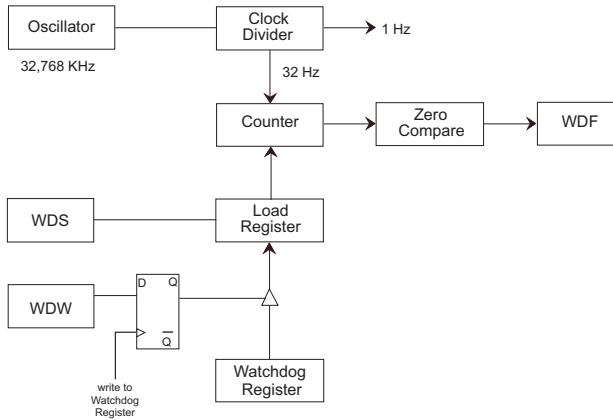 Oscillator
Clock
Divider
1 Hz
32,768 KHz
32 Hz
Counter
Zero
Compare
WDF
WDS
Load
Register
WDW
D
Q
Q
write to
Watchdog
Register
Watchdog
Register